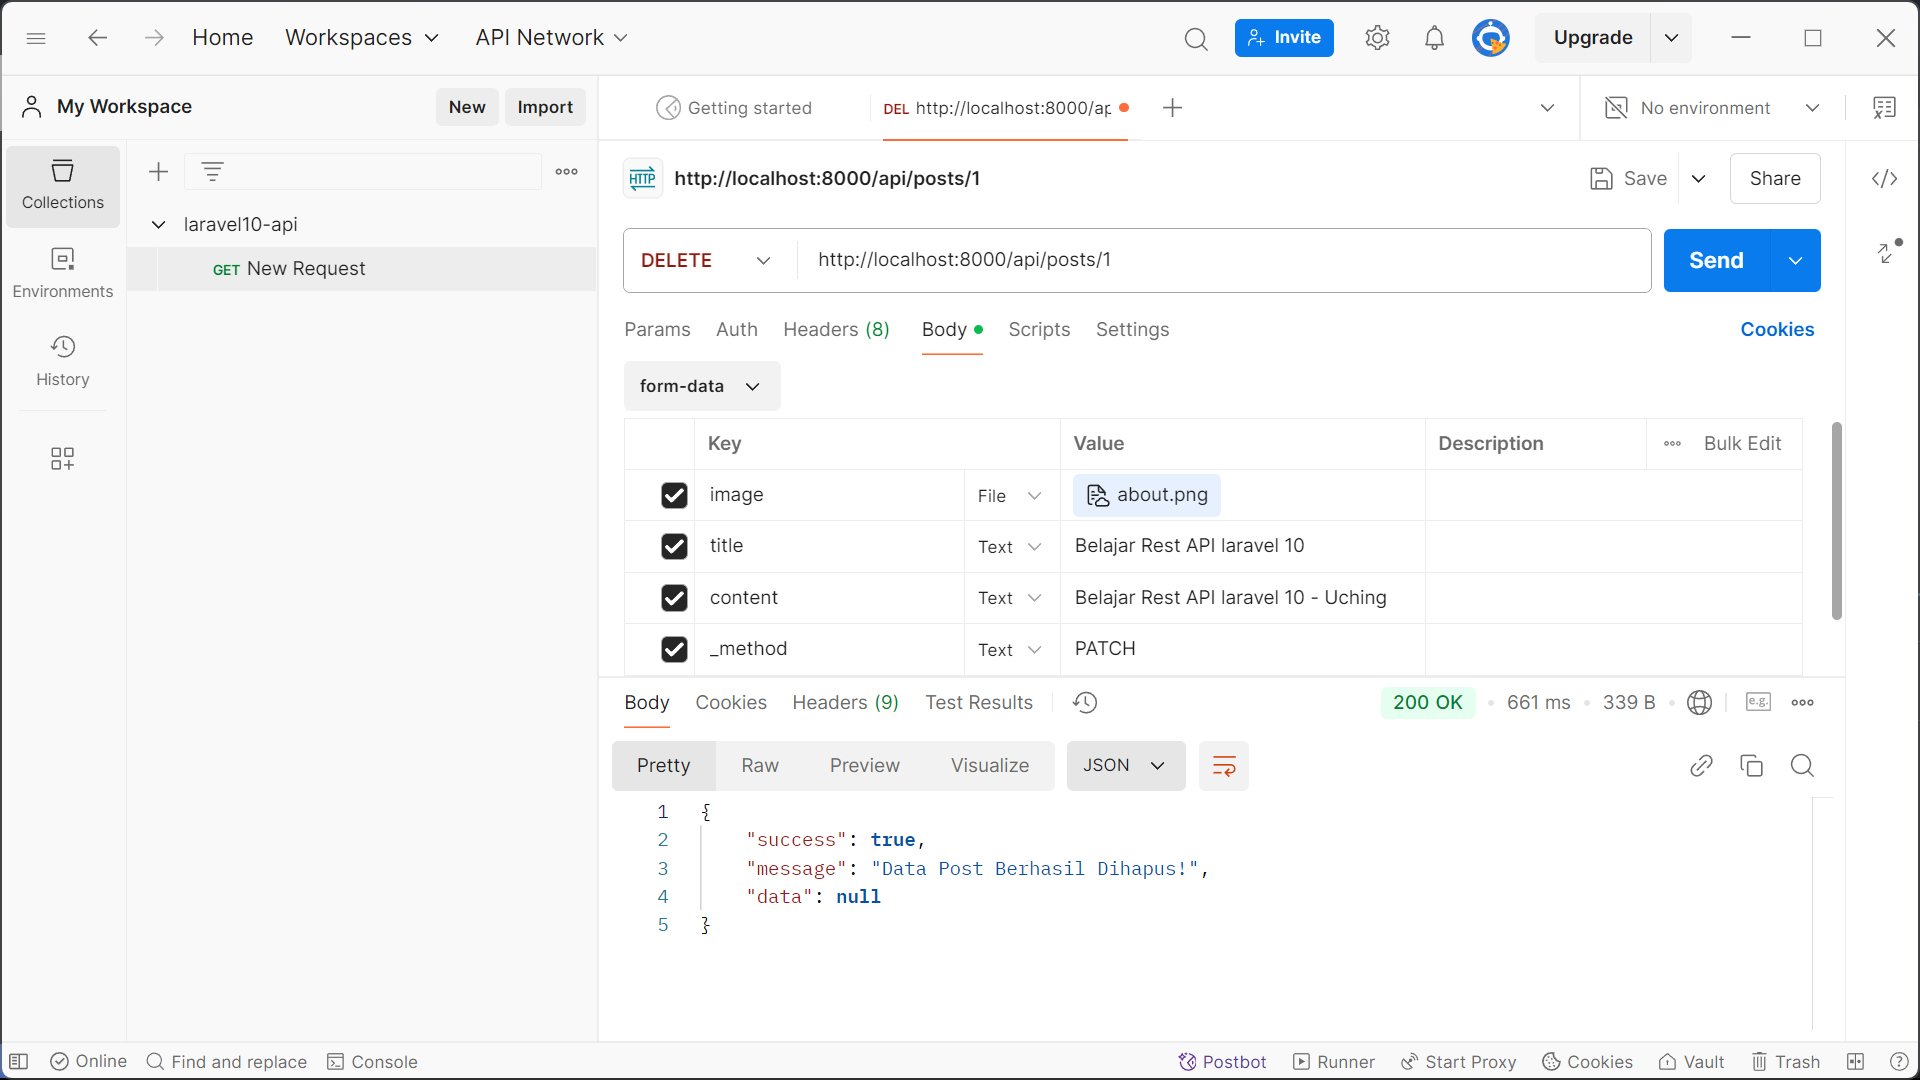 Home Workspaces API Network Invite Upgrade
My Workspace New Import
Getting started DEL http://localhost:8000/ap No environment
Collections
Environments
History
laravel10-api
GET New Request
HTTP http://localhost:8000/api/posts/1 Save Share
DELETE http://localhost:8000/api/posts/1 Send
Params Auth Headers (8) Body Scripts Settings Cookies
form-data
Key Value Description Bulk Edit
image File about.png
title Text Belajar Rest API laravel 10
content Text Belajar Rest API laravel 10 - Uching
_method Text PATCH
Body Cookies Headers (9) Test Results 200 OK 661 ms 339 B e.g.
Pretty Raw Preview Visualize JSON
1 {
2 "success": true,
3 "message": "Data Post Berhasil Dihapus!",
4 "data": null
5 }
Online Find and replace Console Postbot Runner Start Proxy Cookies Vault Trash